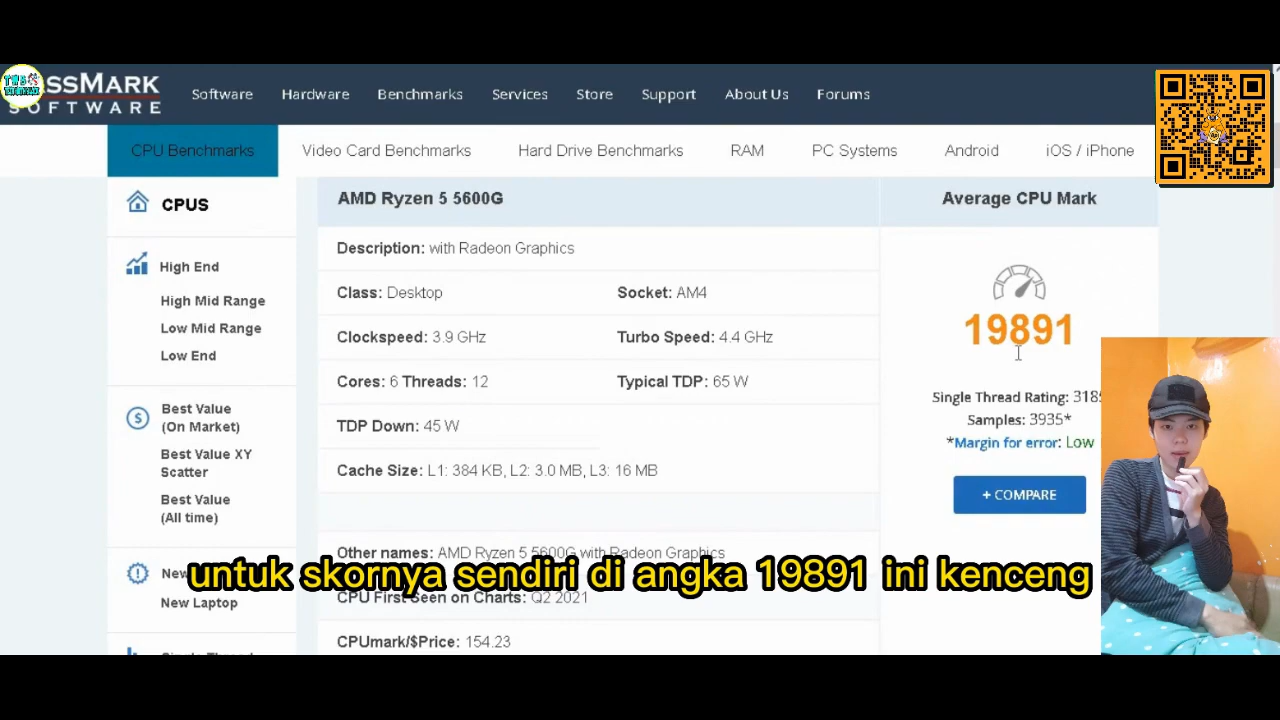 ASSMARK
SOFTWARE
Software Hardware Benchmarks Services Store Support About Us Forums
CPU Benchmarks Video Card Benchmarks Hard Drive Benchmarks RAM PC Systems Android iOS / iPhone
CPUS
High End
High Mid Range
Low Mid Range
Low End
Best Value
(On Market)
Best Value XY
Scatter
Best Value
(All time)
New
New Laptop
AMD Ryzen 5 5600G
Description: with Radeon Graphics
Class: Desktop Socket: AM4
Clockspeed: 3.9 GHz Turbo Speed: 4.4 GHz
Cores: 6 Threads: 12 Typical TDP: 65 W
TDP Down: 45 W
Cache Size: L1: 384 KB, L2: 3.0 MB, L3: 16 MB
Other names: AMD Ryzen 5 5600G with Radeon Graphics
CPU First Seen on Charts: Q2 2021
CPUmark/$Price: 154.23
Average CPU Mark
19891
Single Thread Rating: 3185
Samples: 3935*
*Margin for error: Low
+ COMPARE
untuk skornya sendiri di angka 19891 ini kenceng